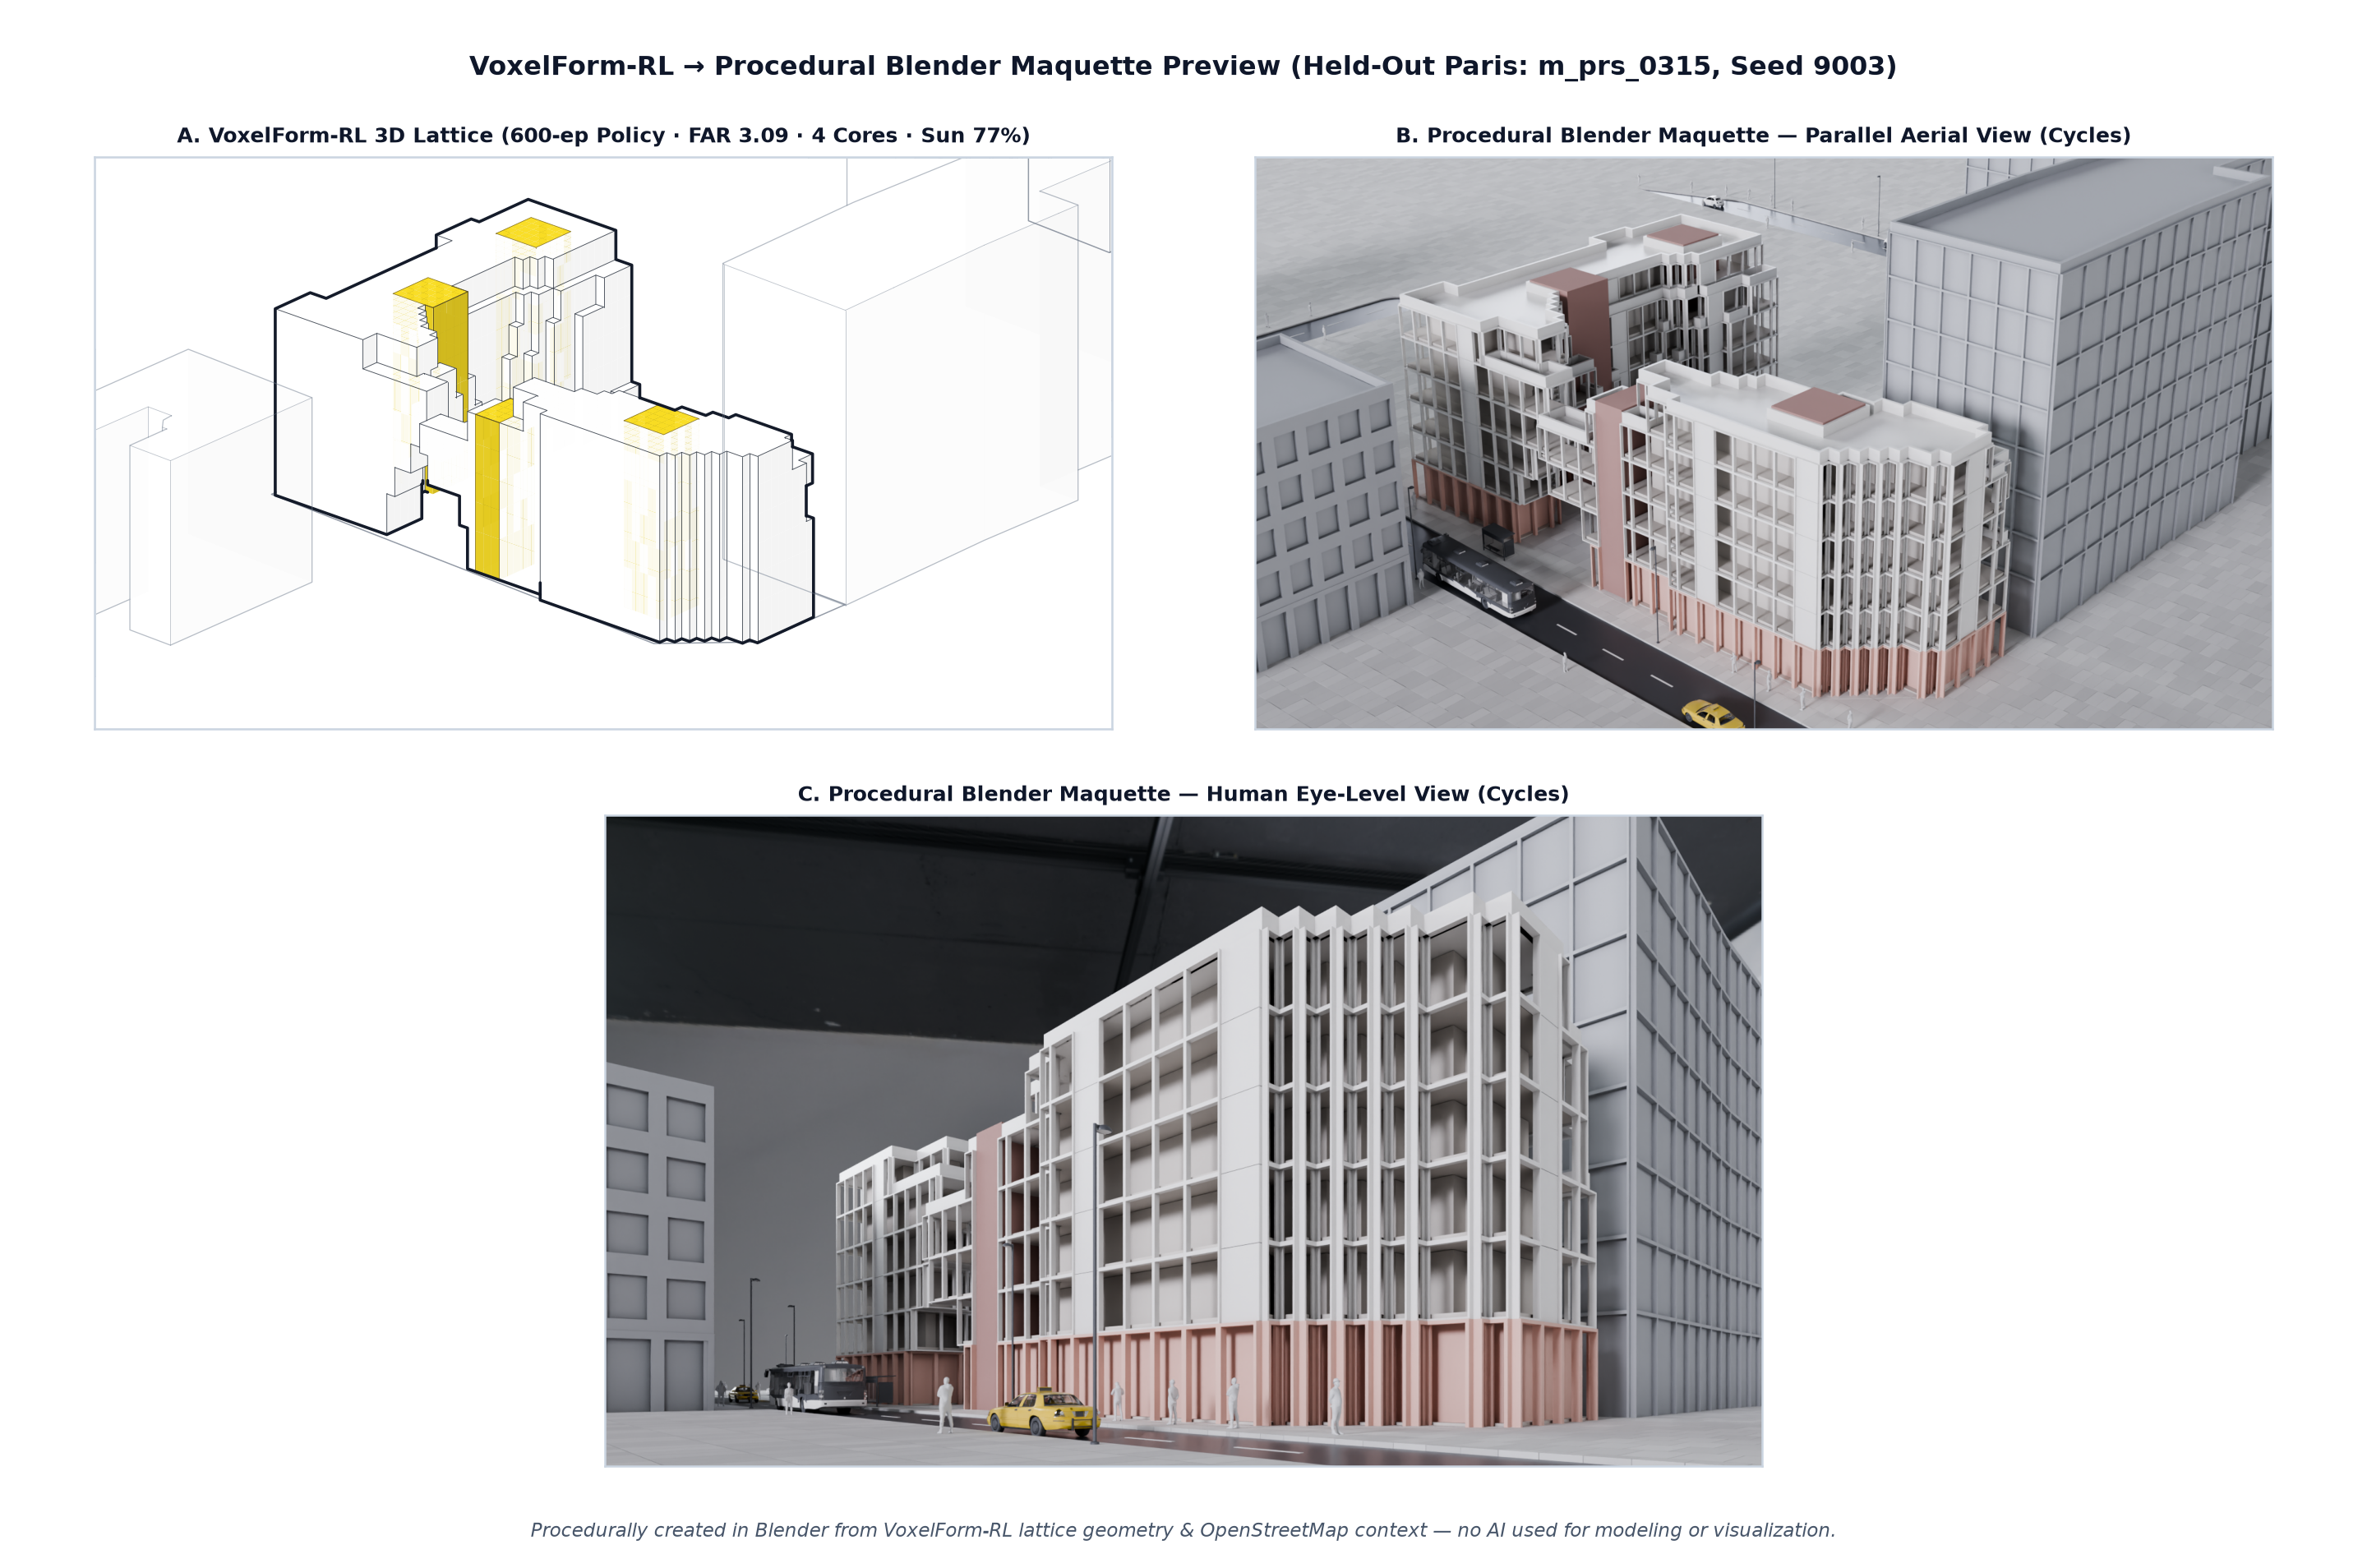 VoxelForm-RL → Procedural Blender Maquette Preview (Held-Out Paris: m_prs_0315, Seed 9003)
A. VoxelForm-RL 3D Lattice (600-ep Policy · FAR 3.09 · 4 Cores · Sun 77%)
B. Procedural Blender Maquette — Parallel Aerial View (Cycles)
C. Procedural Blender Maquette — Human Eye-Level View (Cycles)
Procedurally created in Blender from VoxelForm-RL lattice geometry & OpenStreetMap context — no AI used for modeling or visualization.